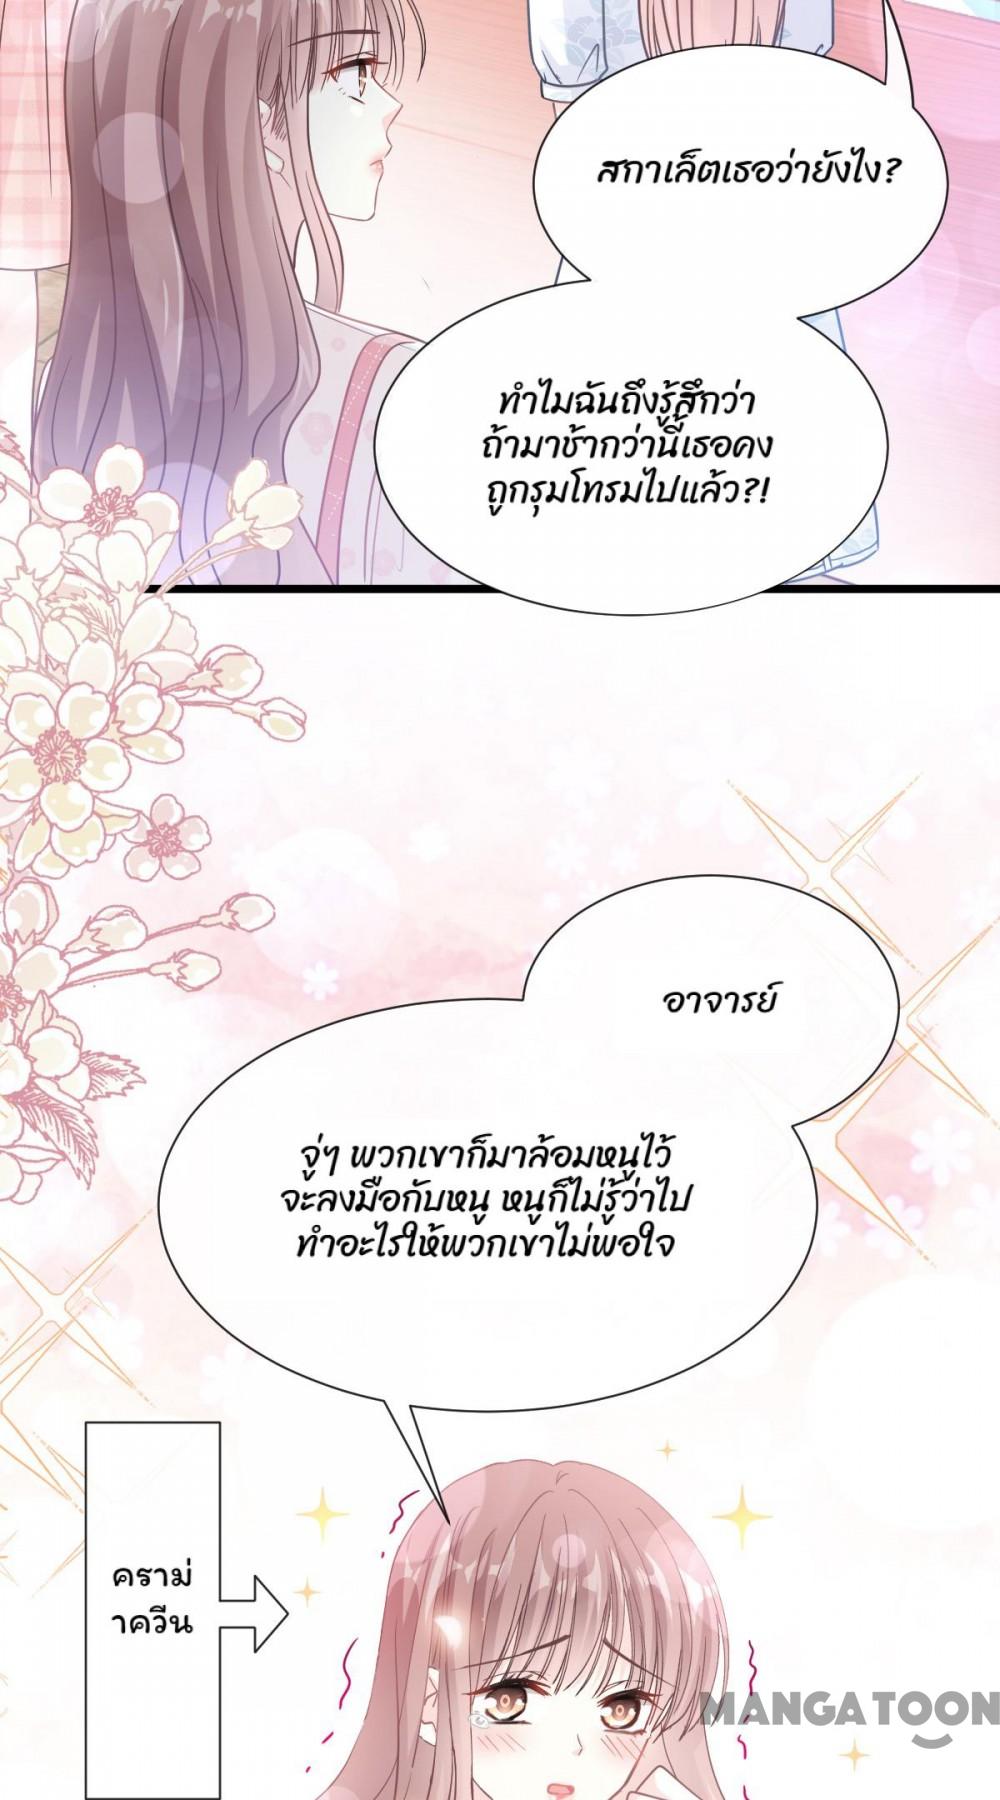 สกาเล็ตเธอว่ายังไง?
ทำไมฉันถึงรู้สึกว่า
ถ้ามาช้ากว่านี้เธอคง
ถูกรุมโทรมไปแล้ว?!
อาจารย์
จู่ๆ พวกเขาก็มาล้อมหนูไว้
จะลงมือกับหนู หนูก็ไม่รู้ว่าไป
ทำอะไรให้พวกเขาไม่พอใจ
ดราม่
าควีน
MANGATOON